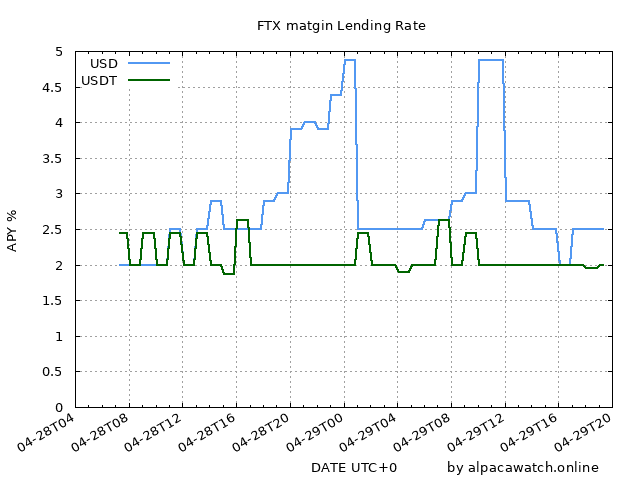 FTX matgin Lending Rate
USD
USDT
5
4.5
4
3.5
3
2.5
2
1.5
1
0.5
0
APY %
04-28T04
04-28T08
04-28T12
04-28T16
04-28T20
04-29T00
04-29T04
04-29T08
04-29T12
04-29T16
04-29T20
DATE UTC+0
by alpacawatch.online